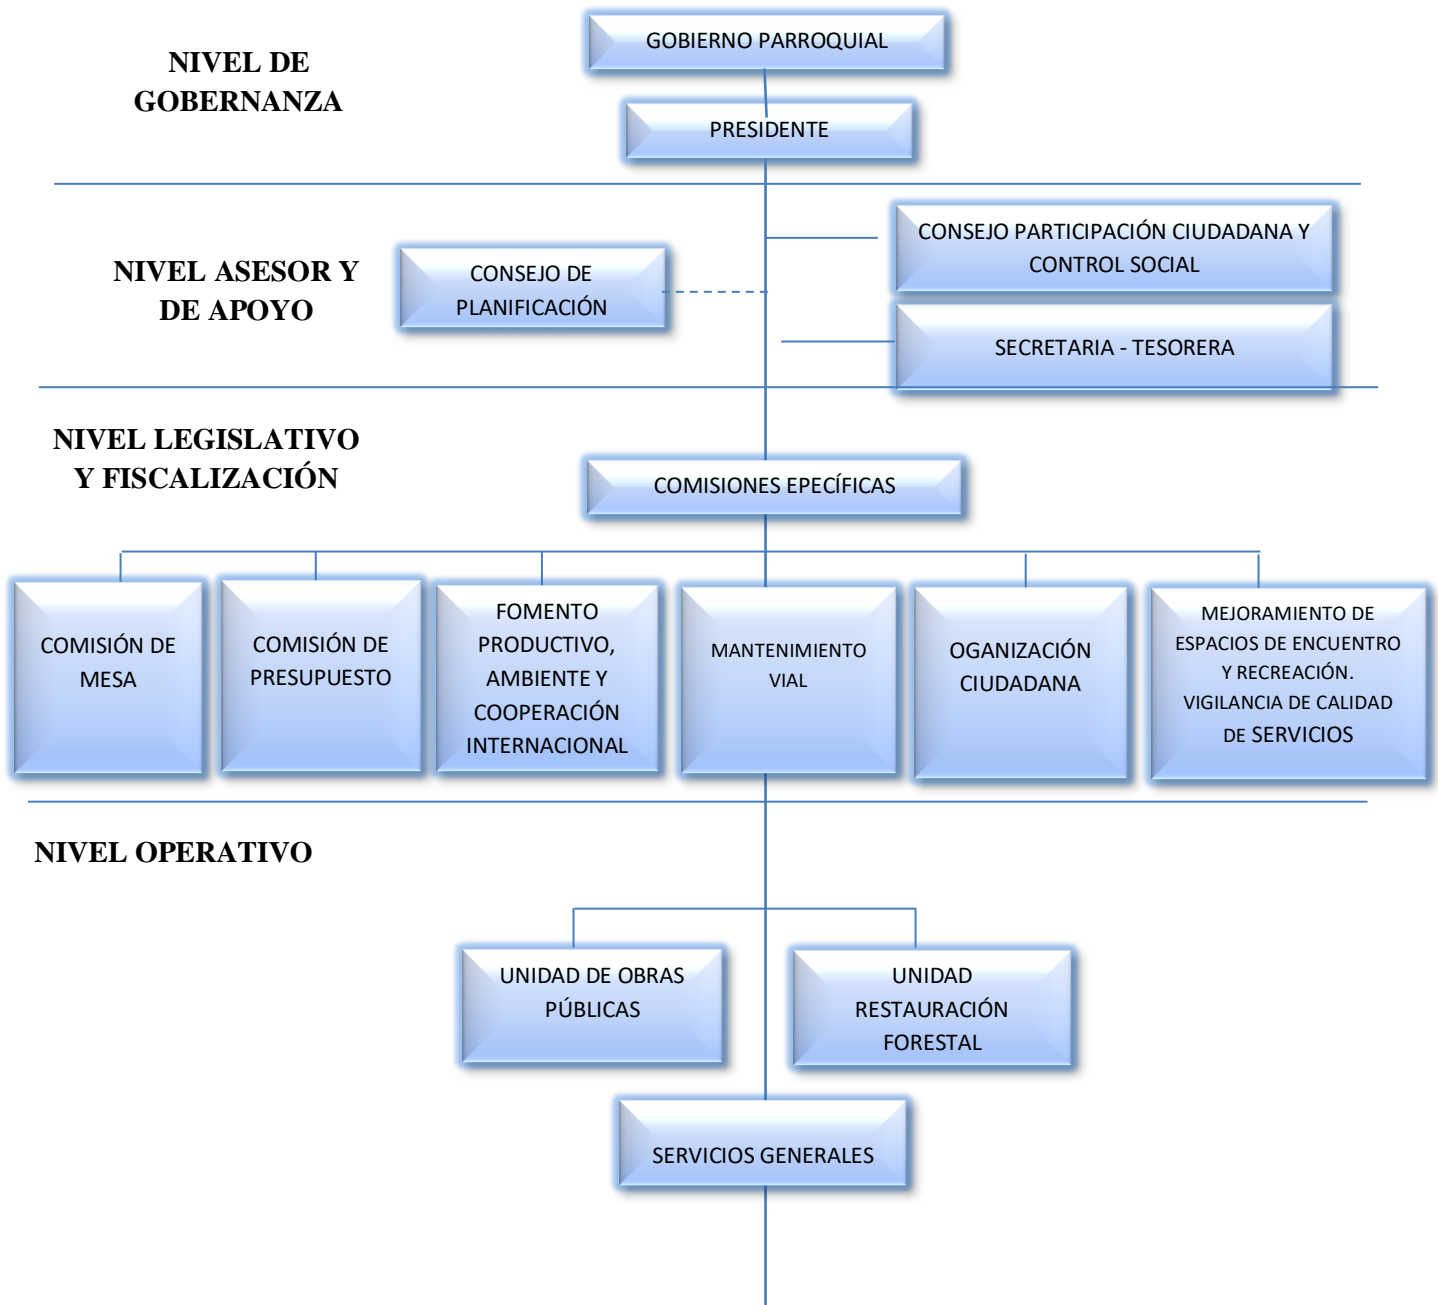 NIVEL DE
GOBERNANZA
GOBIERNO PARROQUIAL
PRESIDENTE
NIVEL ASESOR Y
DE APOYO
CONSEJO DE
PLANIFICACIÓN
CONSEJO PARTICIPACIÓN CIUDADANA Y
CONTROL SOCIAL
SECRETARIA - TESORERA
NIVEL LEGISLATIVO
Y FISCALIZACIÓN
COMISIONES EPECÍFICAS
COMISIÓN DE
MESA
COMISIÓN DE
PRESUPUESTO
FOMENTO
PRODUCTIVO,
AMBIENTE Y
COOPERACIÓN
INTERNACIONAL
MANTENIMIENTO
VIAL
OGANIZACIÓN
CIUDADANA
MEJORAMIENTO DE
ESPACIOS DE ENCUENTRO
Y RECREACIÓN.
VIGILANCIA DE CALIDAD
DE SERVICIOS
NIVEL OPERATIVO
UNIDAD DE OBRAS
PÚBLICAS
UNIDAD
RESTAURACIÓN
FORESTAL
SERVICIOS GENERALES